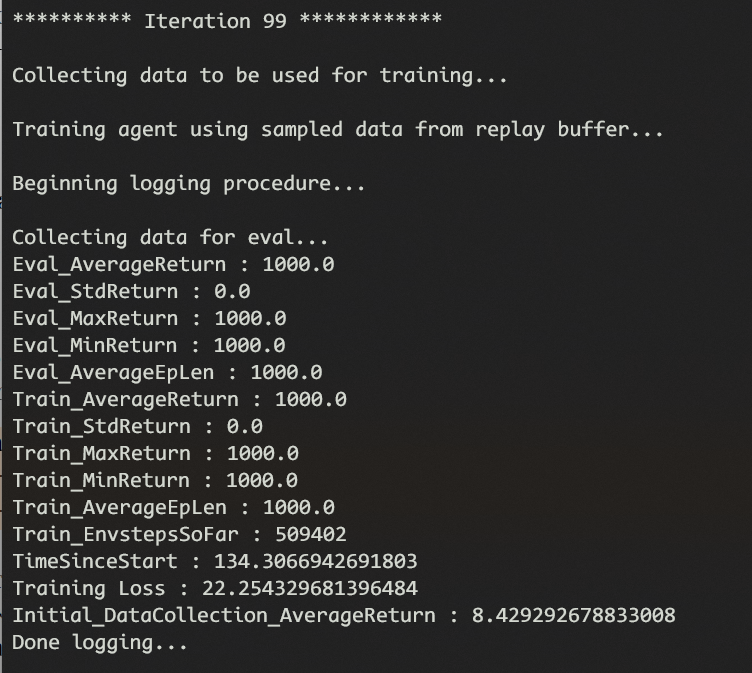 ********** Iteration 99 ************
Collecting data to be used for training...
Training agent using sampled data from replay buffer...
Beginning logging procedure...
Collecting data for eval...
Eval_AverageReturn : 1000.0
Eval_StdReturn : 0.0
Eval_MaxReturn : 1000.0
Eval_MinReturn : 1000.0
Eval_AverageEpLen : 1000.0
Train_AverageReturn : 1000.0
Train_StdReturn : 0.0
Train_MaxReturn : 1000.0
Train_MinReturn : 1000.0
Train_AverageEpLen : 1000.0
Train_EnvstepsSoFar : 509402
TimeSinceStart : 134.3066942691803
Training Loss : 22.254329681396484
Initial_DataCollection_AverageReturn : 8.429292678833008
Done logging...